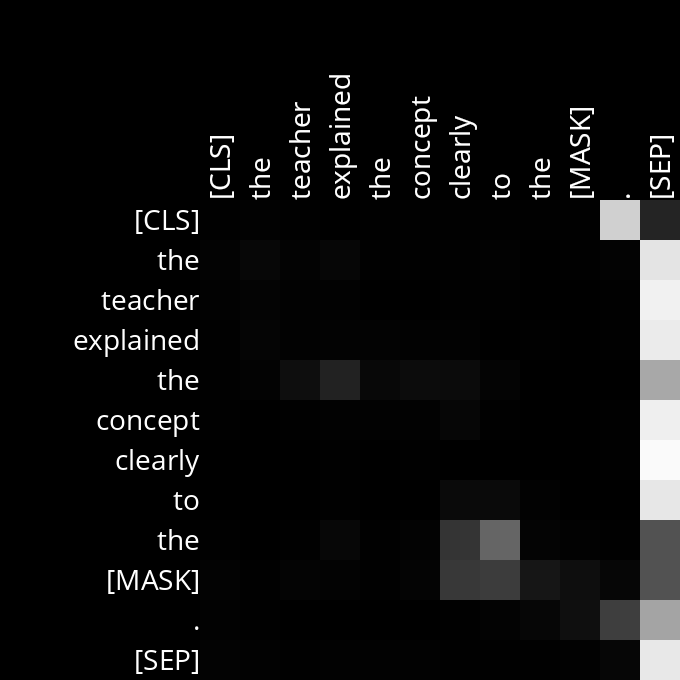 [CLS] the teacher explained the concept clearly to the [MASK] . [SEP]
[CLS]
the
teacher
explained
the
concept
clearly
to
the
[MASK]
.
[SEP]